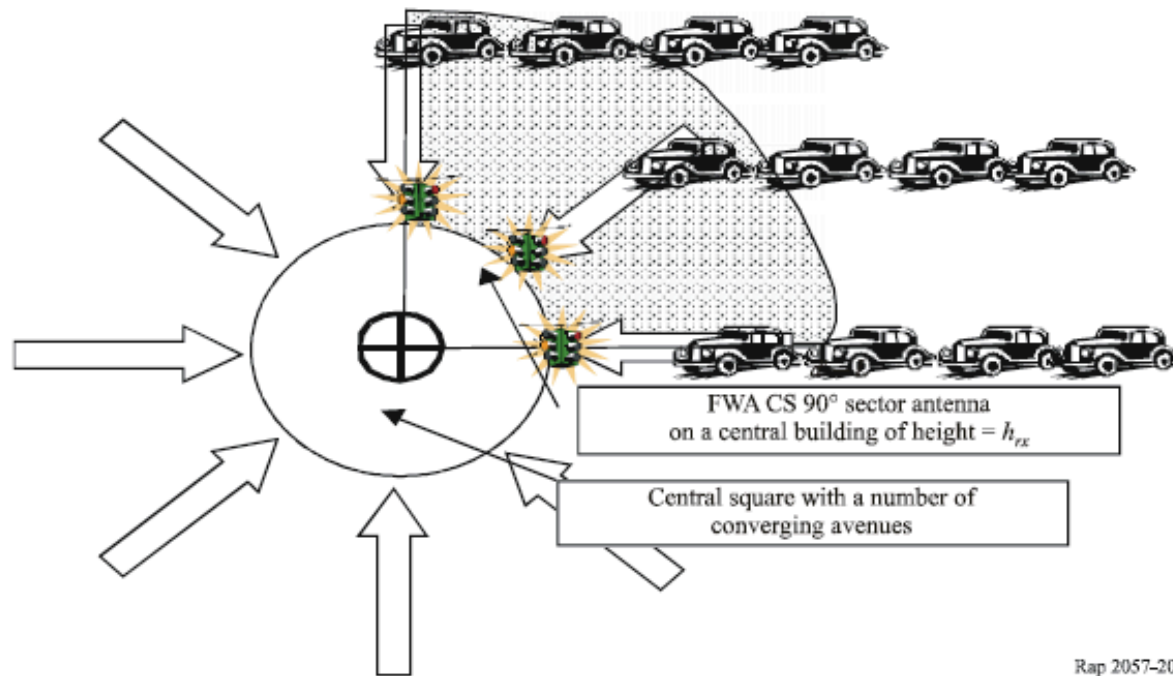 FWA CS 90° sector antenna
on a central building of height = hrx
Central square with a number of
converging avenues
Rap 2057-20